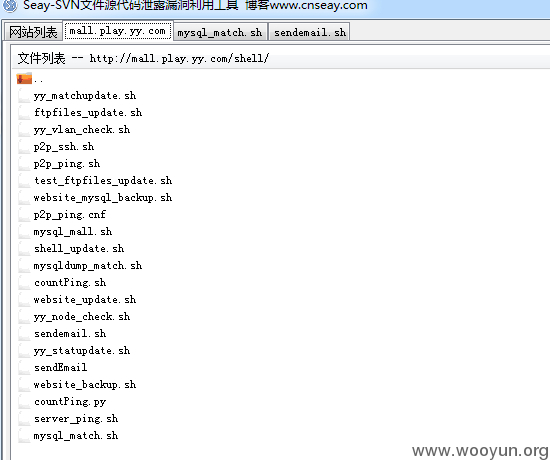 Seay-SVN文件源代码泄露漏洞利用工具 博客www.cnseay.com
网站列表 mall.play.yy.com mysql_match.sh sendemail.sh
文件列表 -- http://mall.play.yy.com/shell/
..
yy_matchupdate.sh
ftpfiles_update.sh
yy_vlan_check.sh
p2p_ssh.sh
p2p_ping.sh
test_ftpfiles_update.sh
website_mysql_backup.sh
p2p_ping.cnf
mysql_mall.sh
shell_update.sh
mysqldump_match.sh
countPing.sh
website_update.sh
yy_node_check.sh
sendemail.sh
yy_statupdate.sh
sendEmail
website_backup.sh
countPing.py
server_ping.sh
mysql_match.sh
www.wooyun.org